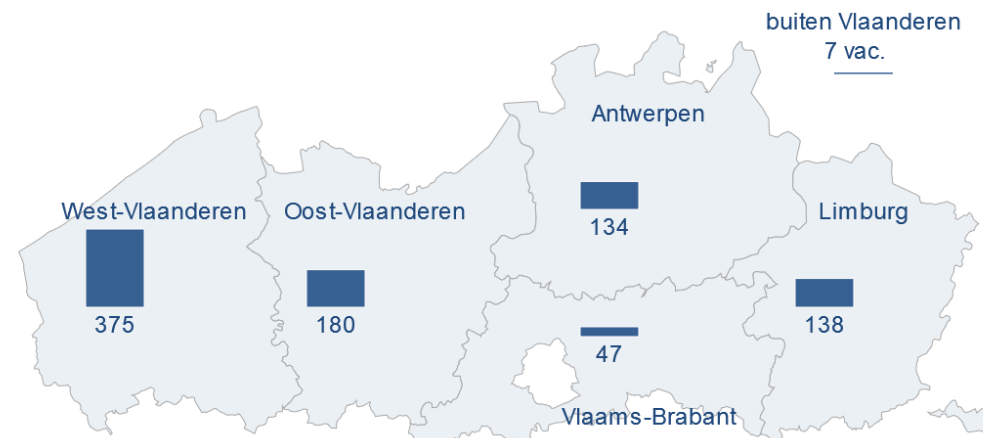 buiten Vlaanderen
7 vac.
Antwerpen
134
West-Vlaanderen
375
Oost-Vlaanderen
180
Limburg
138
47
Vlaams-Brabant